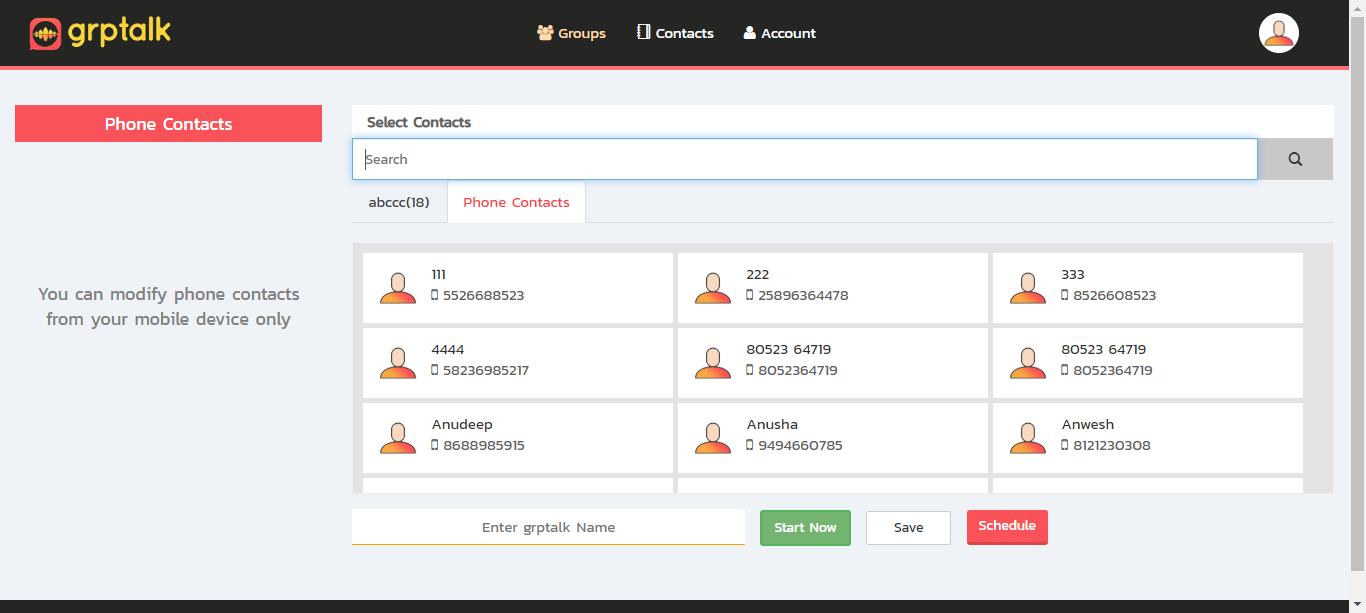 grptalk
Groups
Contacts
Account
Phone Contacts
You can modify phone contacts
from your mobile device only
Select Contacts
Search
abccc(18)
Phone Contacts
111
5526688523
222
25896364478
333
8526608523
4444
58236985217
80523 64719
8052364719
80523 64719
8052364719
Anudeep
8688985915
Anusha
9494660785
Anwesh
8121230308
Enter grptalk Name
Start Now
Save
Schedule